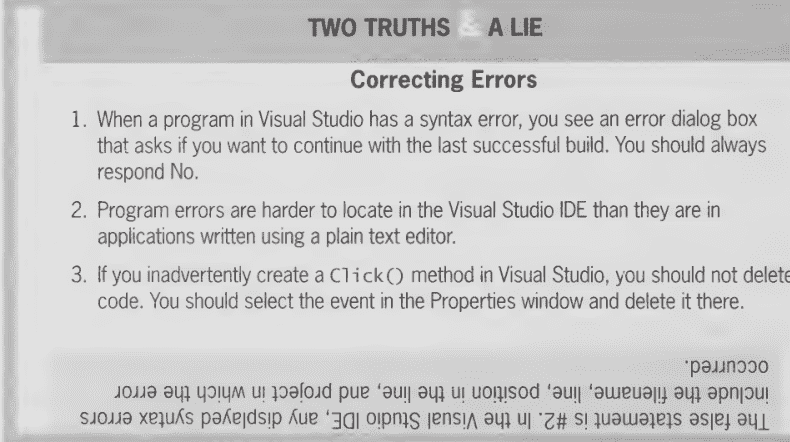 TWO TRUTHS & A LIE
Correcting Errors
1. When a program in Visual Studio has a syntax error, you see an error dialog box
that asks if you want to continue with the last successful build. You should always
respond No.
2. Program errors are harder to locate in the Visual Studio IDE than they are in
applications written using a plain text editor.
3. If you inadvertently create a Click() method in Visual Studio, you should not delete
code. You should select the event in the Properties window and delete it there.
The false statement is #2. In the Visual Studio IDE, any displayed syntax errors
include the filename, line, position in the line, and project in which the error
occurred.